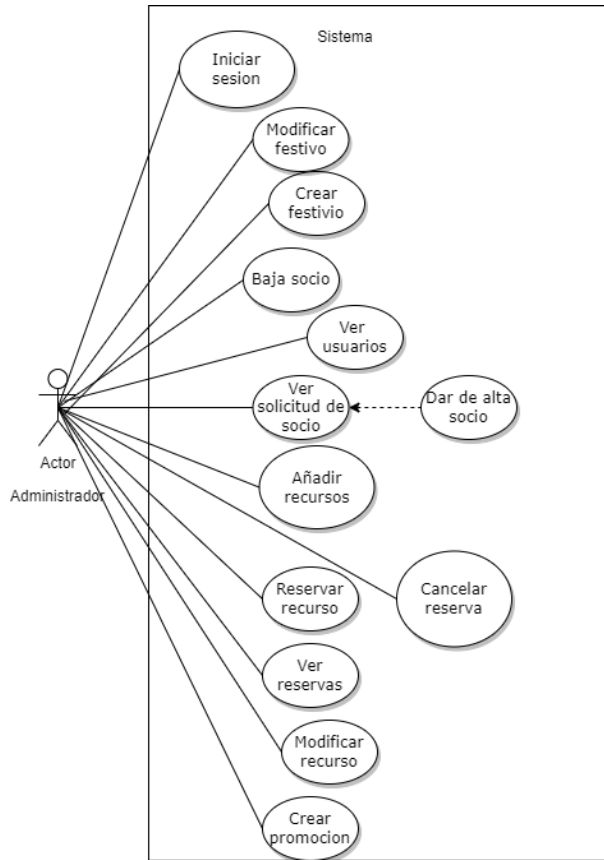 Sistema
Iniciar
sesion
Modificar
festivo
Crear
festivio
Baja socio
Ver
usuarios
Ver
solicitud de
socio
Dar de alta
socio
Actor
Administrador
Añadir
recursos
Reservar
recurso
Cancelar
reserva
Ver
reservas
Modificar
recurso
Crear
promocion